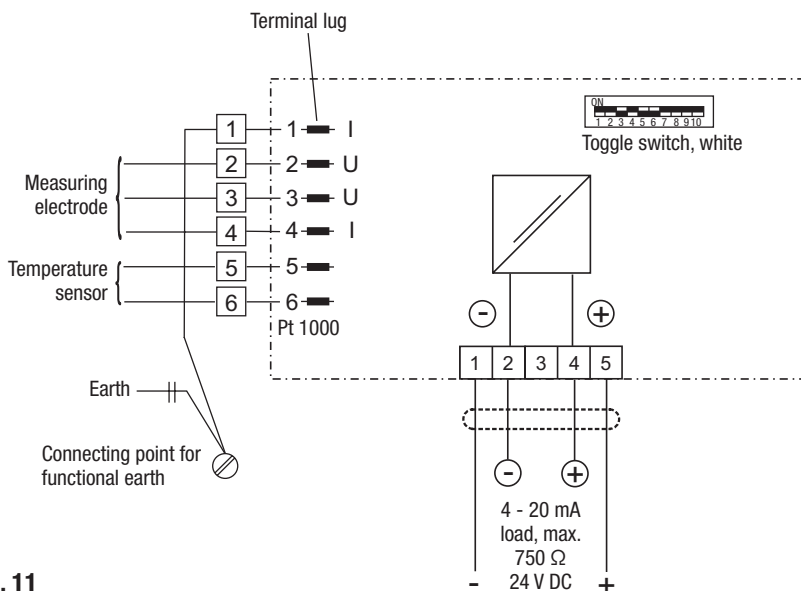 Terminal lug
ON
1 2 3 4 5 6 7 8 9 10
Toggle switch, white
1 1 I
2 2 U
Measuring
electrode
3 3 U
4 4 I
Temperature
sensor
5 5
6 6
Pt 1000
- +
1 2 3 4 5
Earth
Connecting point for
functional earth
- +
4 - 20 mA
load, max.
750 Ω
- 24 V DC +
. 11